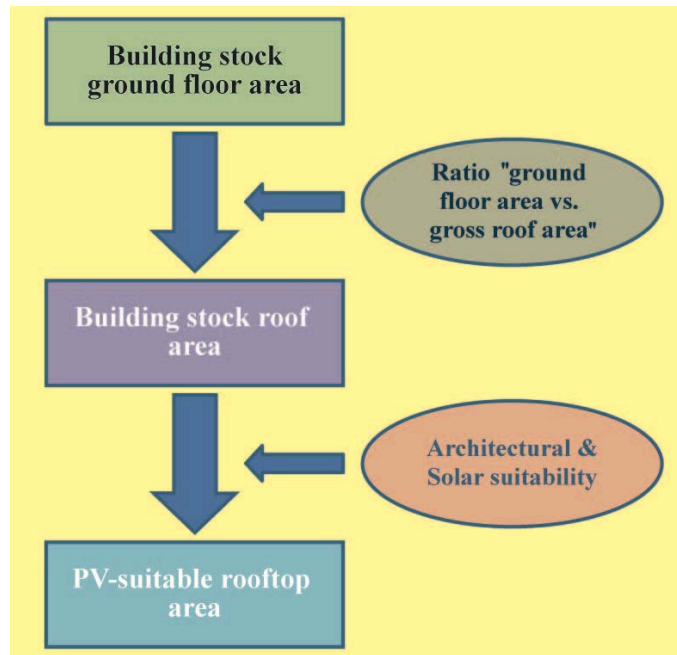 Building stock
ground floor area
Ratio "ground
floor area vs.
gross roof area"
Building stock roof
area
Architectural &
Solar suitability
PV-suitable rooftop
area